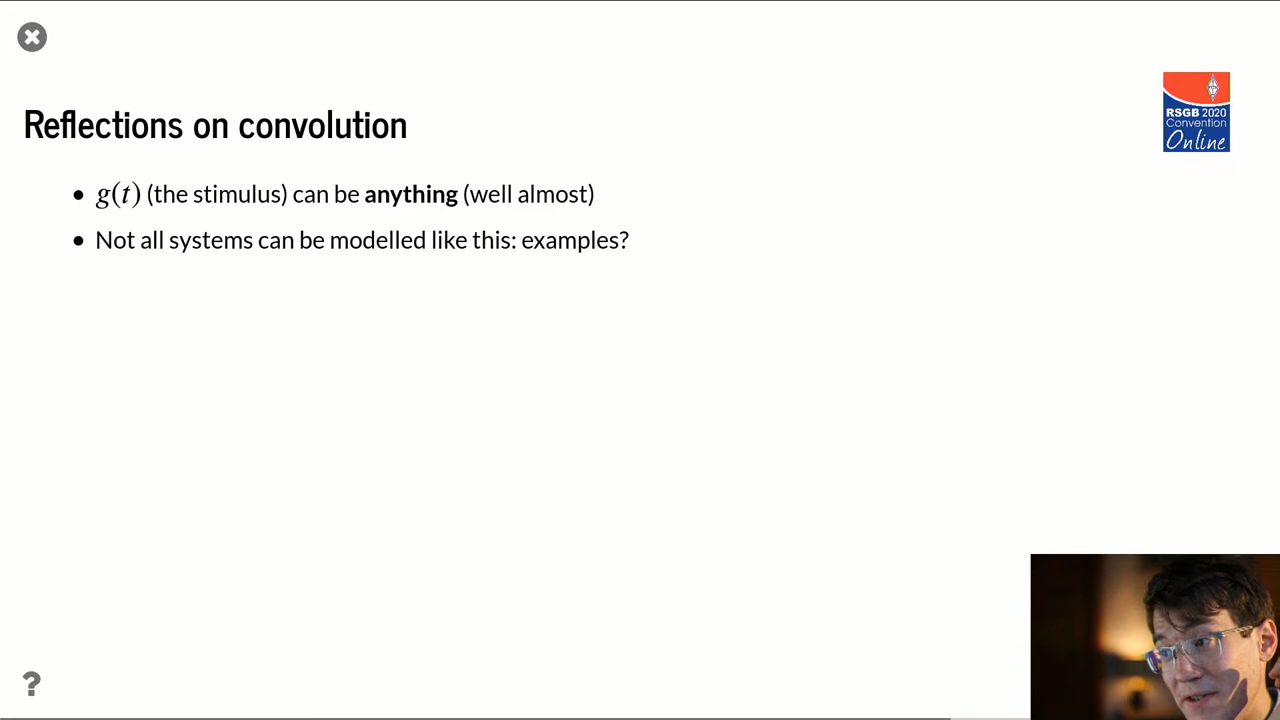 RSGB 2020
Convention
Online
Reflections on convolution
• g(t) (the stimulus) can be anything (well almost)
• Not all systems can be modelled like this: examples?
?